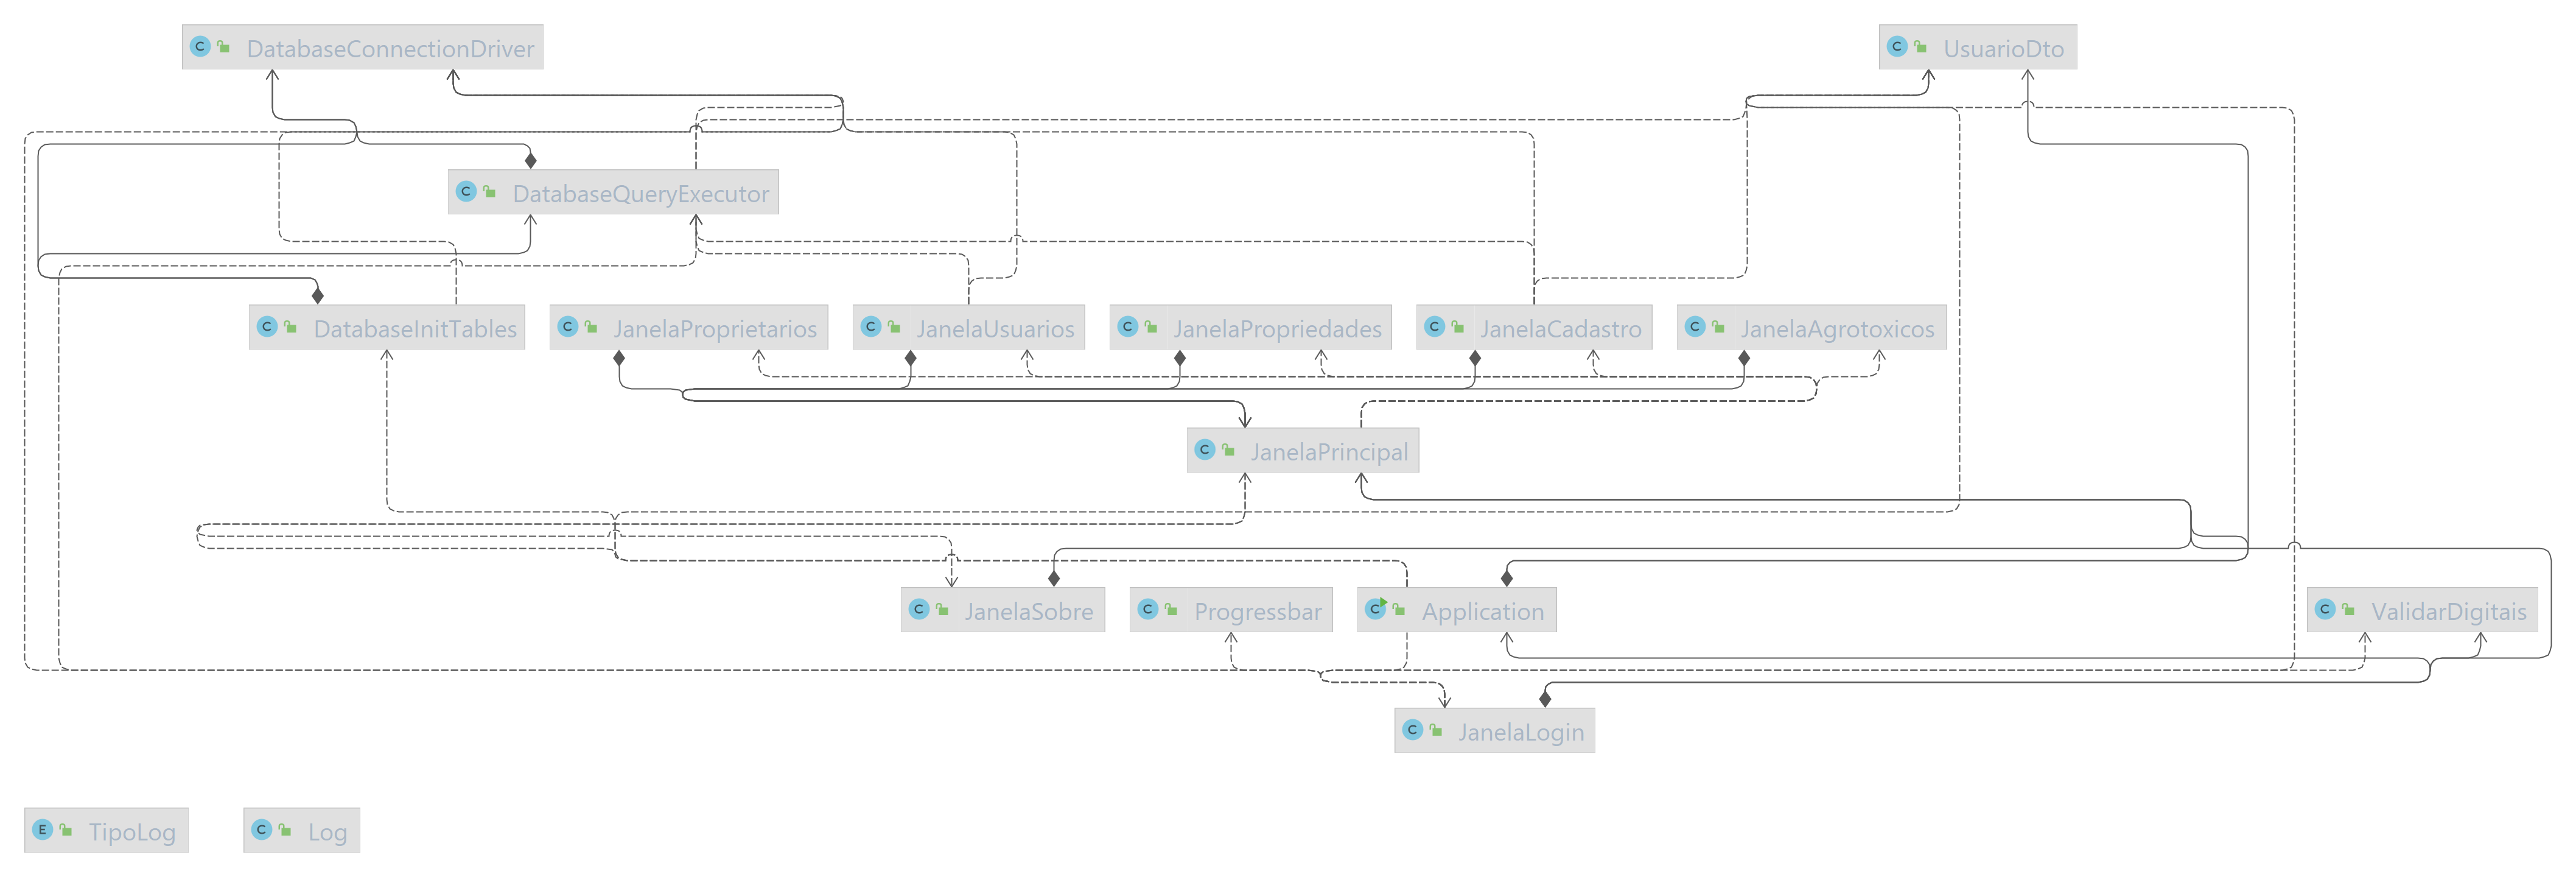 DatabaseConnectionDriver
UsuarioDto
DatabaseQueryExecutor
DatabaseInitTables
JanelaProprietarios
JanelaUsuarios
JanelaPropriedades
JanelaCadastro
JanelaAgrotoxicos
JanelaPrincipal
JanelaSobre
Progressbar
Application
ValidarDigitais
JanelaLogin
TipoLog
Log